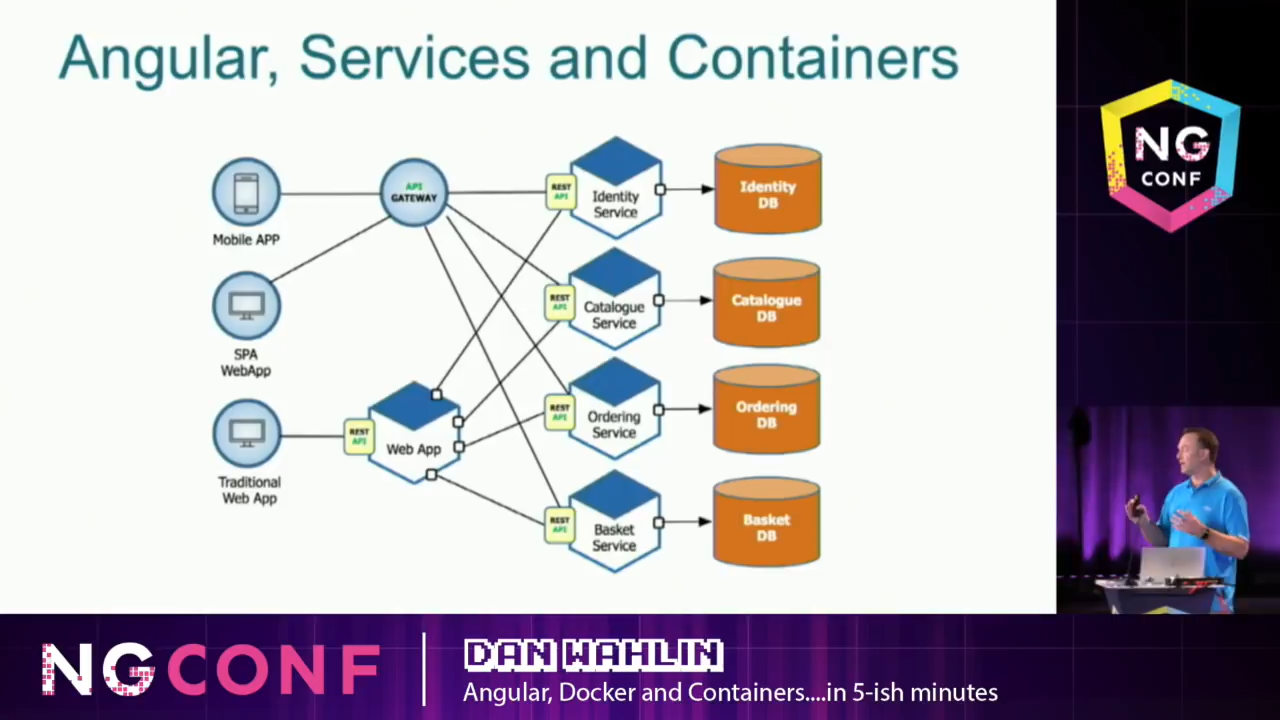 Angular, Services and Containers
NG
CONF
Mobile APP
API
GATEWAY
REST
API
Identity
Service
Identity
DB
SPA
WebApp
REST
API
Catalogue
Service
Catalogue
DB
Traditional
Web App
REST
API
Web App
REST
API
Ordering
Service
Ordering
DB
REST
API
Basket
Service
Basket
DB
NGCONF
DAN WAHLIN
Angular, Docker and Containers....in 5-ish minutes